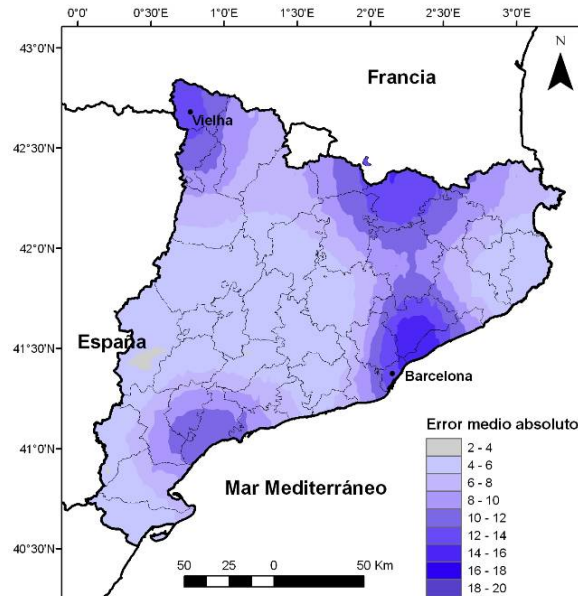 0°0' 0°30'E 1°0'E 1°30'E 2°0'E 2°30'E 3°0'E
43°0'N
N
Francia
Vielha
42°30'N
42°0'N
España
41°30'N
Barcelona
Error medio absoluto
2 - 4
41°0'N
4 - 6
6 - 8
Mar Mediterráneo
8 - 10
10 - 12
12 - 14
40°30'N
14 - 16
50 25 0 50 Km
16 - 18
18 - 20